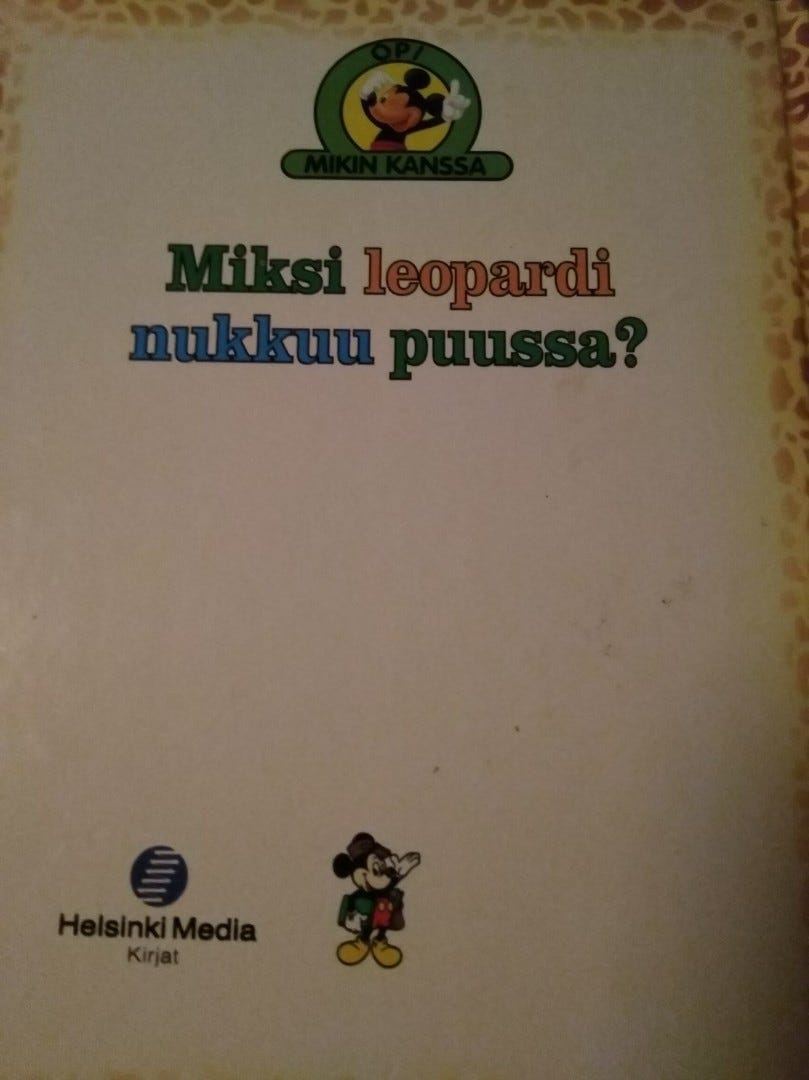 OPI
MIKIN KANSSA
Miksi leopardi
nukkuu puussa?
Helsinki Media
Kirjat